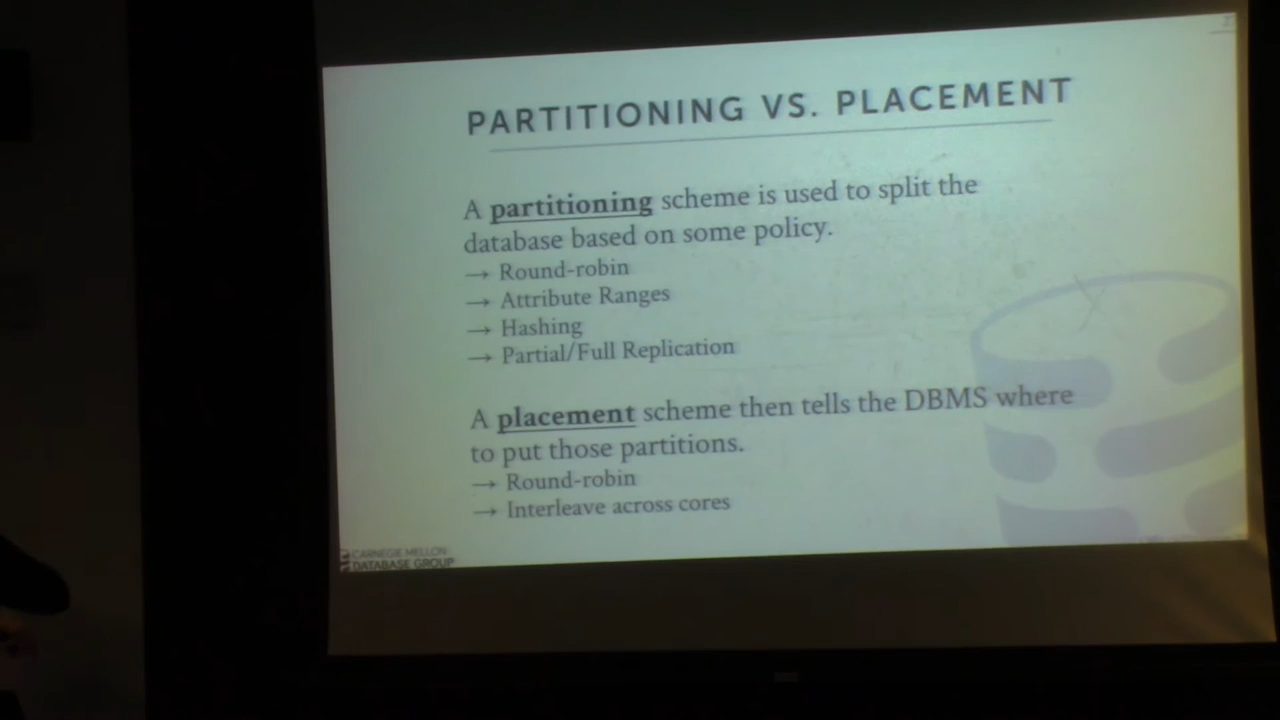 PARTITIONING VS. PLACEMENT
A partitioning scheme is used to split the
database based on some policy.
→ Round-robin
→ Attribute Ranges
→ Hashing
→ Partial/Full Replication
A placement scheme then tells the DBMS where
to put those partitions.
→ Round-robin
→ Interleave across cores
CARNEGIE MELLON
DATABASE GROUP